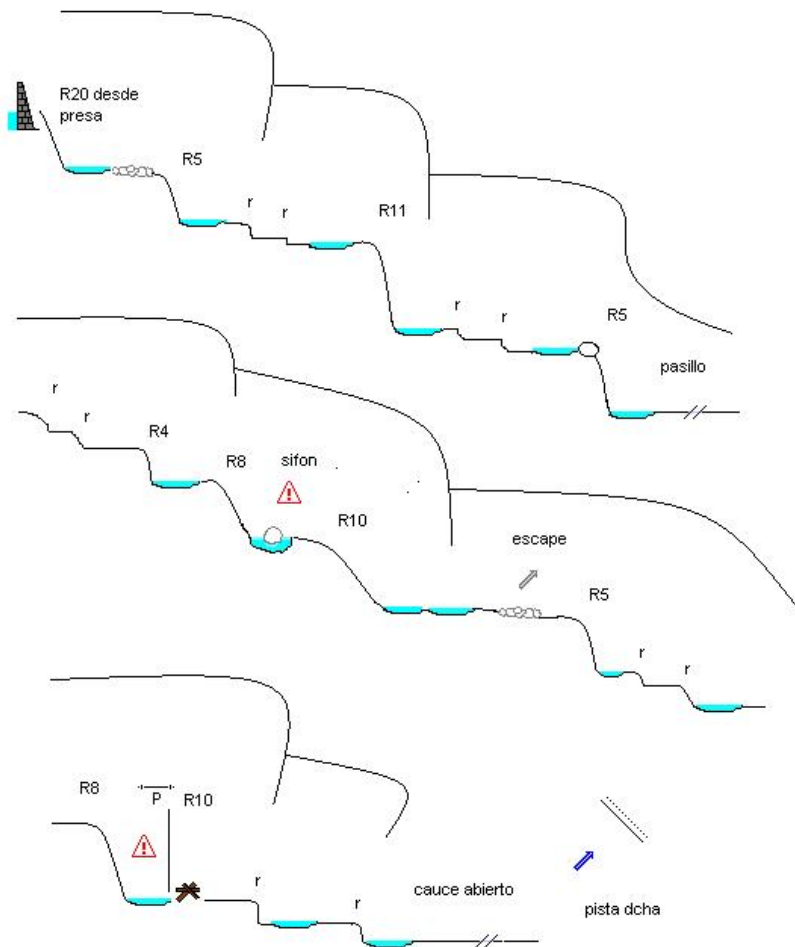 R20 desde
presa
R5
r r
R11
r r
R5
pasillo
r
r
R4
R8
sifon
R10
escape
R5
r
r
R8
P
R10
r
r
cauce abierto
pista dcha